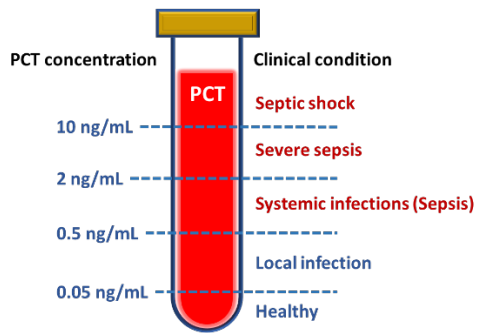 PCT concentration
Clinical condition
PCT
Septic shock
10 ng/mL
Severe sepsis
2 ng/mL
Systemic infections (Sepsis)
0.5 ng/mL
Local infection
0.05 ng/mL
Healthy